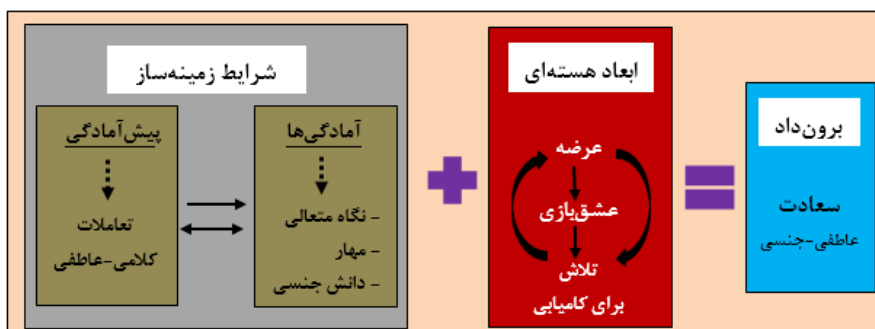 شرایط زمینه‌ساز
پیش‌آمادگی
تعاملات
کلامی-عاطفی
آمادگی‌ها
- نگاه متعالی
- مهار
- دانش جنسی
ابعاد هسته‌ای
عرضه
عشق‌بازی
تلاش
برای کامیابی
برون‌داد
سعادت
عاطفی-جنسی